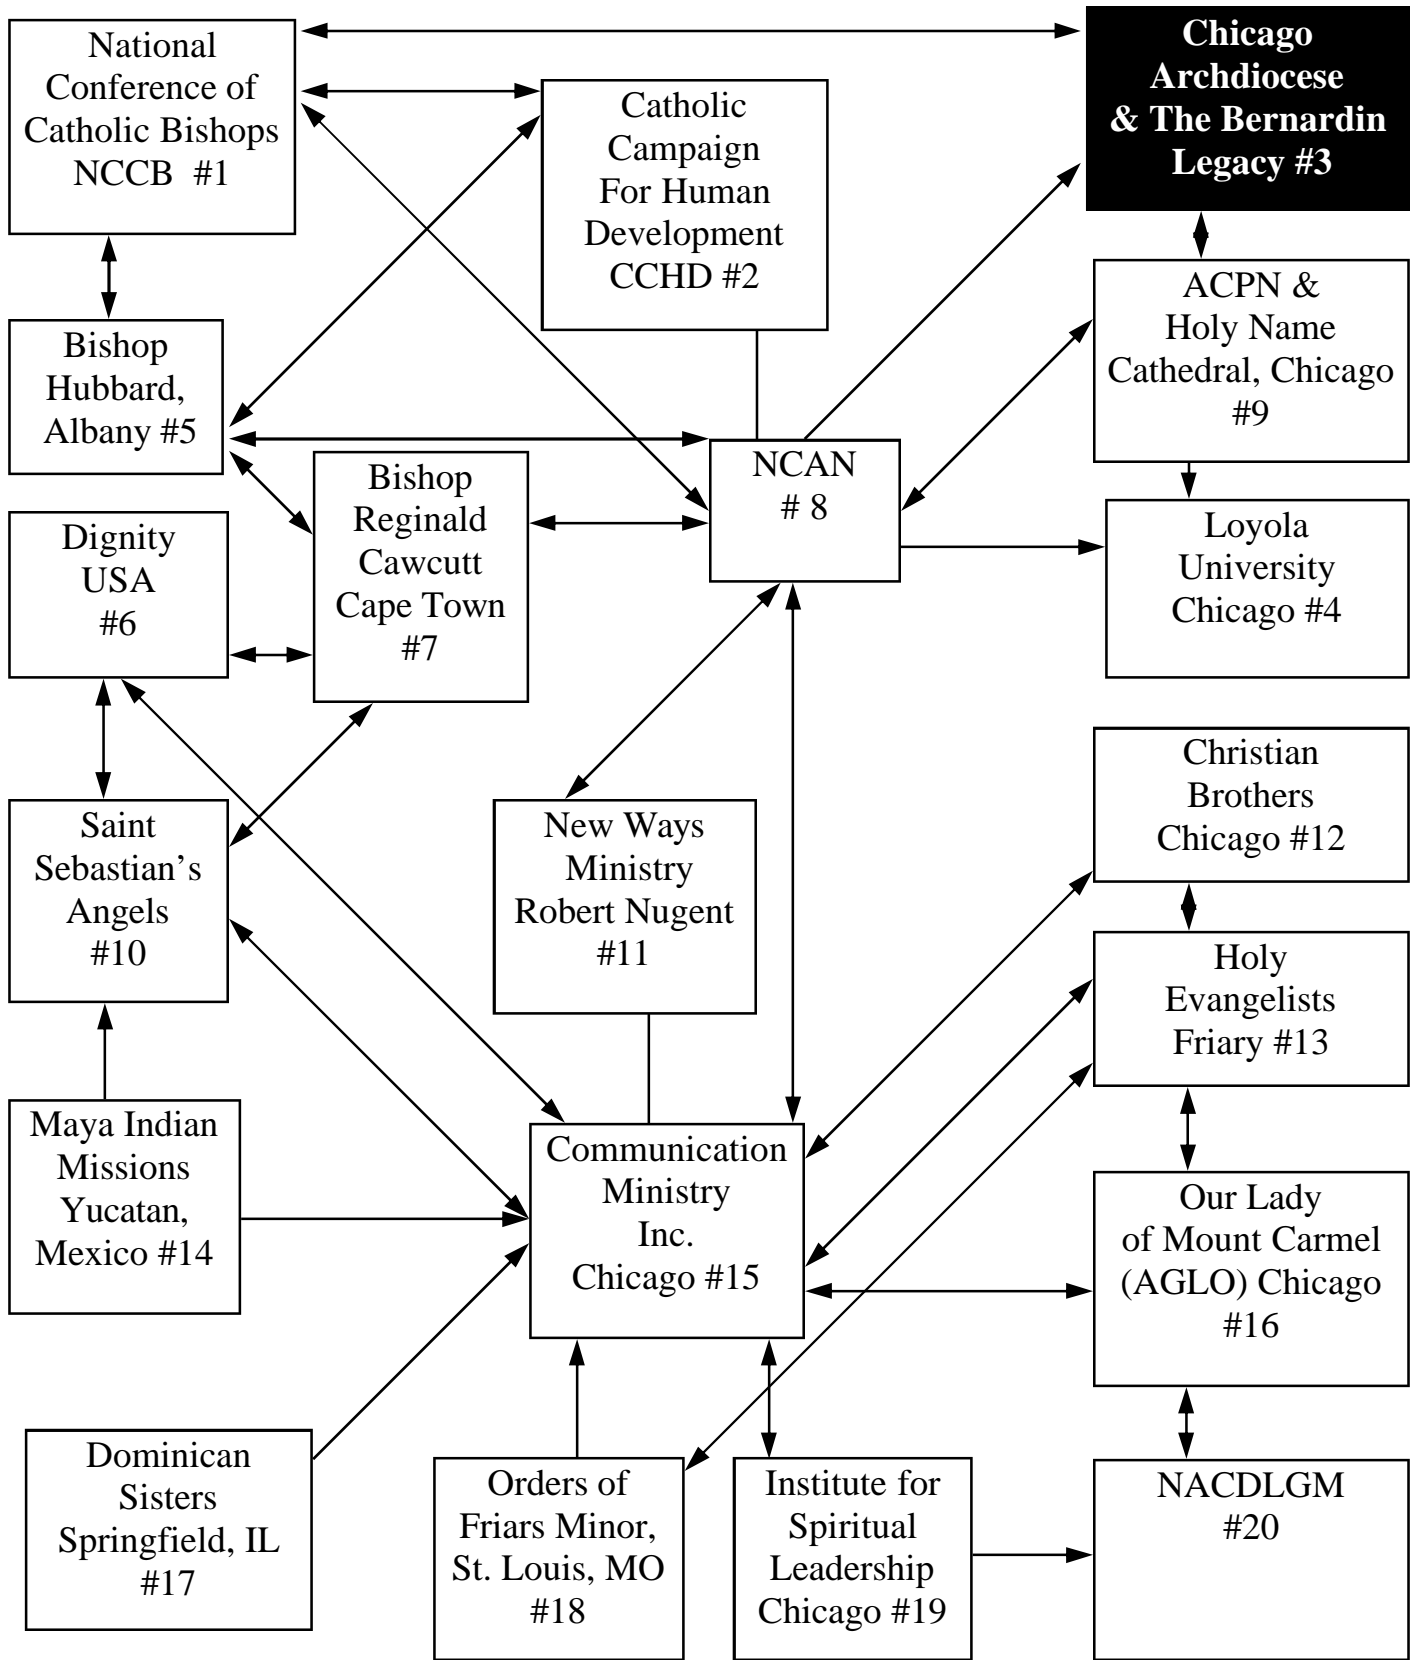 National
Conference of
Catholic Bishops
NCCB #1
Catholic
Campaign
For Human
Development
CCHD #2
Chicago
Archdiocese
& The Bernardin
Legacy #3
Bishop
Hubbard,
Albany #5
ACPN &
Holy Name
Cathedral, Chicago
#9
Dignity
USA
#6
Bishop
Reginald
Cawcutt
Cape Town
#7
NCAN
# 8
Loyola
University
Chicago #4
Saint
Sebastian’s
Angels
#10
New Ways
Ministry
Robert Nugent
#11
Christian
Brothers
Chicago #12
Holy
Evangelists
Friary #13
Maya Indian
Missions
Yucatan,
Mexico #14
Communication
Ministry
Inc.
Chicago #15
Our Lady
of Mount Carmel
(AGLO) Chicago
#16
Dominican
Sisters
Springfield, IL
#17
Orders of
Friars Minor,
St. Louis, MO
#18
Institute for
Spiritual
Leadership
Chicago #19
NACDLGM
#20